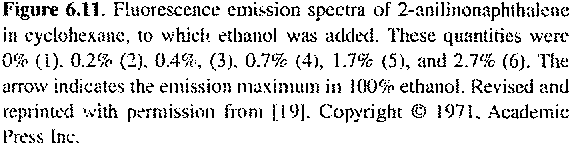 Figure 6.11. Fluorescence emission spectra of 2-anilinonaphthalene
in cyclohexane, to which ethanol was added. These quantities were
0% (1). 0.2% (2), 0.4%, (3), 0.7% (4), 1.7% (5), and 2.7% (6). The
arrow indicates the emission maximum in 100% ethanol. Revised and
reprinted with permission from [19]. Copyright © 1971, Academic
Press Inc.